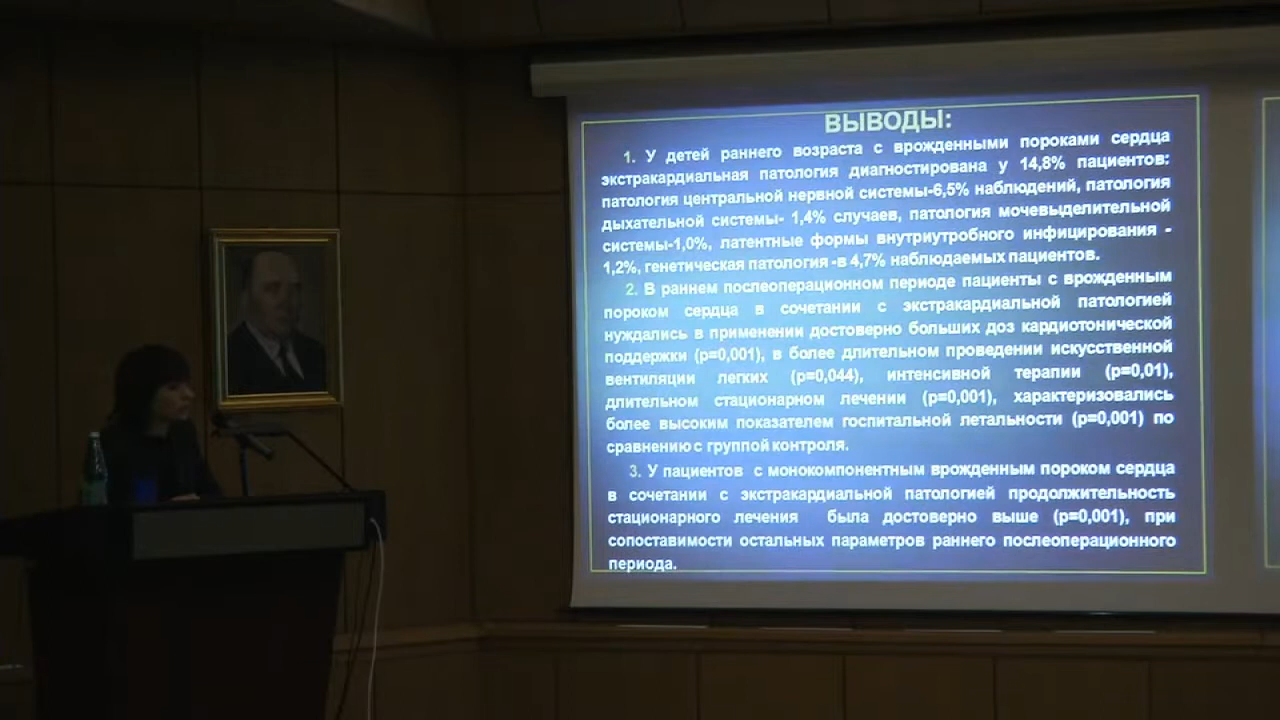 ВЫВОДЫ:
1. У детей раннего возраста с врожденными пороками сердца
экстракардиальная патология диагностирована у 14,8% пациентов:
патология центральной нервной системы-6,5% наблюдений, патология
дыхательной системы- 1,4% случаев, патология мочевыделительной
системы-1,0%, латентные формы внутриутробного инфицирования -
1,2%, генетическая патология -в 4,7% наблюдаемых пациентов.
2. В раннем послеоперационном периоде пациенты с врожденным
пороком сердца в сочетании с экстракардиальной патологией
нуждались в применении достоверно больших доз кардиотонической
поддержки (р=0,001), в более длительном проведении искусственной
вентиляции легких (р=0,044), интенсивной терапии (р=0,01),
длительном стационарном лечении (р=0,001), характеризовались
более высоким показателем госпитальной летальности (р=0,001) по
сравнению с группой контроля.
3. У пациентов с монокомпонентным врожденным пороком сердца
в сочетании с экстракардиальной патологией продолжительность
стационарного лечения была достоверно выше (р=0,001), при
сопоставимости остальных параметров раннего послеоперационного
периода.